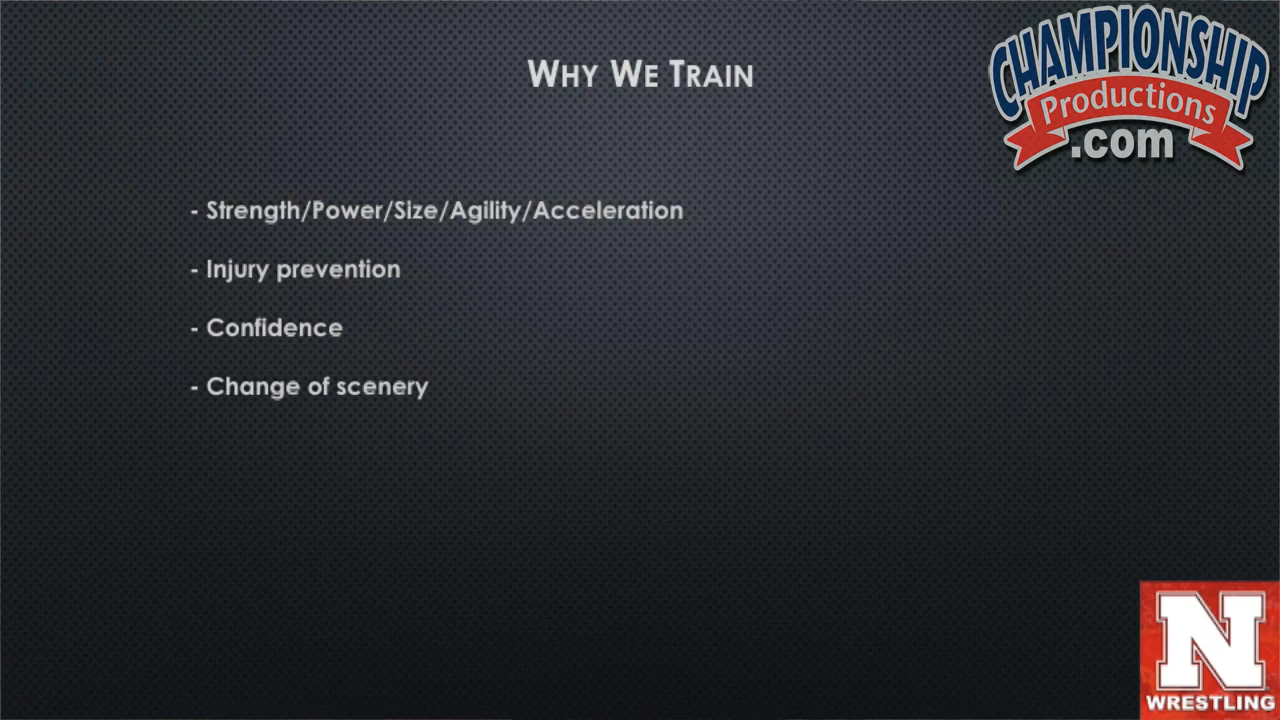 WHY WE TRAIN
CHAMPIONSHIP
Productions
.com
- Strength/Power/Size/Agility/Acceleration
- Injury prevention
- Confidence
- Change of scenery
N
WRESTLING